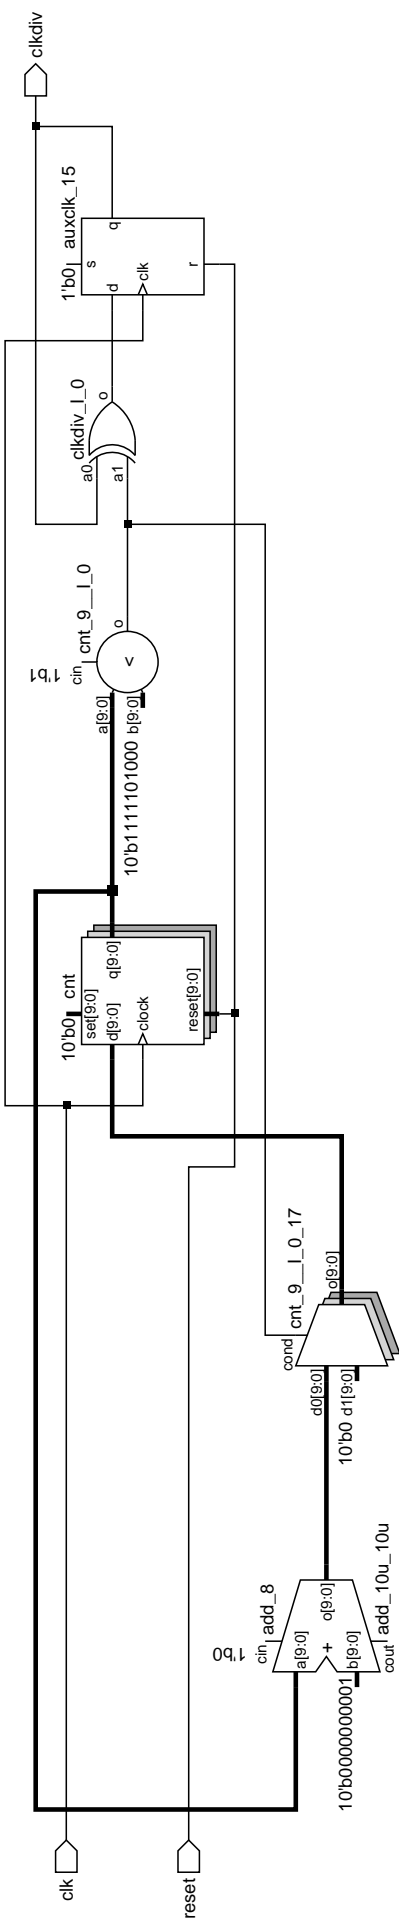 clk
reset
10'b0000000001
1'b0
cin
add_8
a[9:0]
+
b[9:0]
o[9:0]
cout
add_10u_10u
cond
cnt_9__I_0_17
d0[9:0]
10'b0
d1[9:0]
o[9:0]
10'b0
cnt
set[9:0]
d[9:0]
q[9:0]
clock
reset[9:0]
10'b1111101000
1'b1
cin
cnt_9__I_0
a[9:0]
b[9:0]
<
o
clkdiv_I_0
a0
a1
o
1'b0
auxclk_15
s
d
q
clk
r
clkdiv